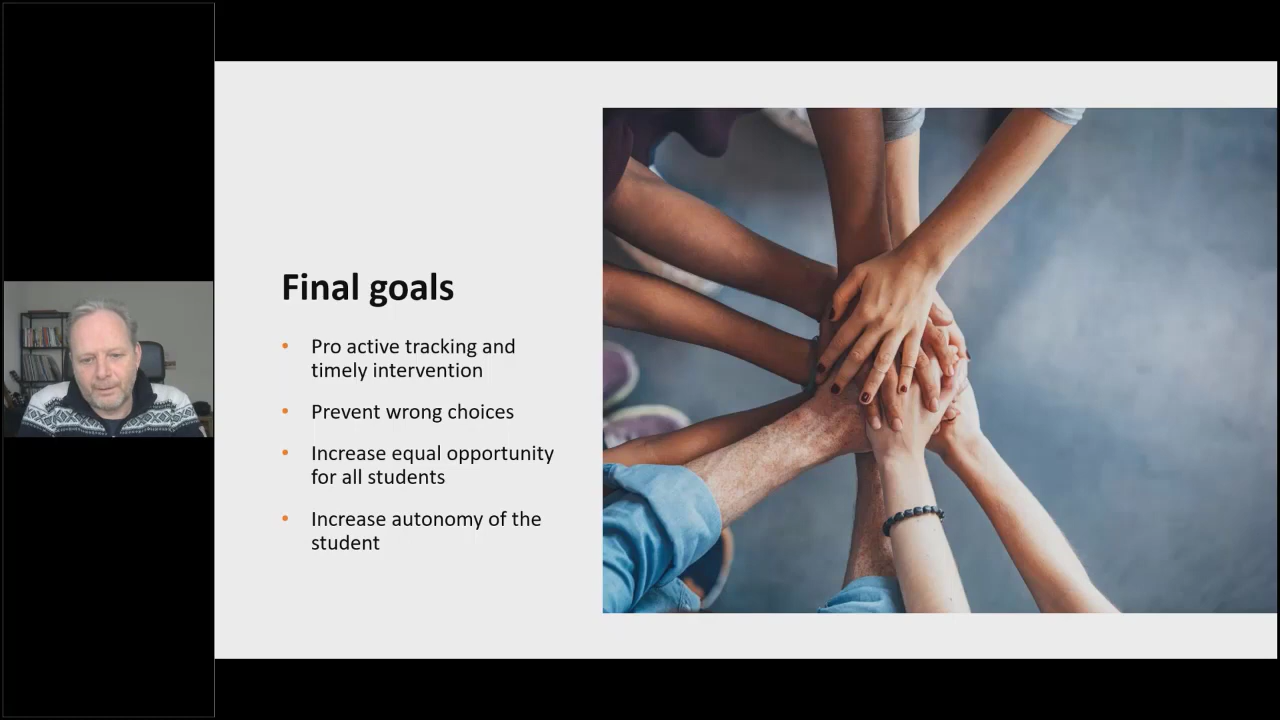 Final goals
• Pro active tracking and
timely intervention
• Prevent wrong choices
• Increase equal opportunity
for all students
• Increase autonomy of the
student